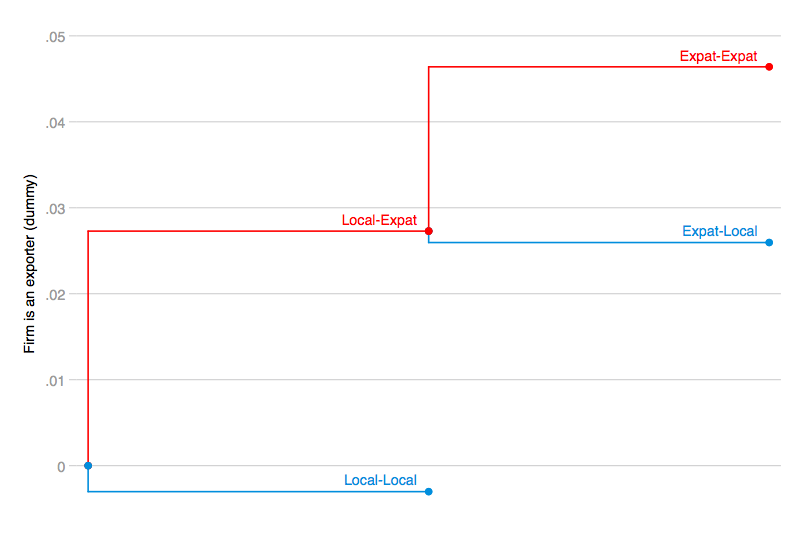 .05
Expat-Expat
.04
.03
Local-Expat
Expat-Local
.02
.01
0
Local-Local
Firm is an exporter (dummy)